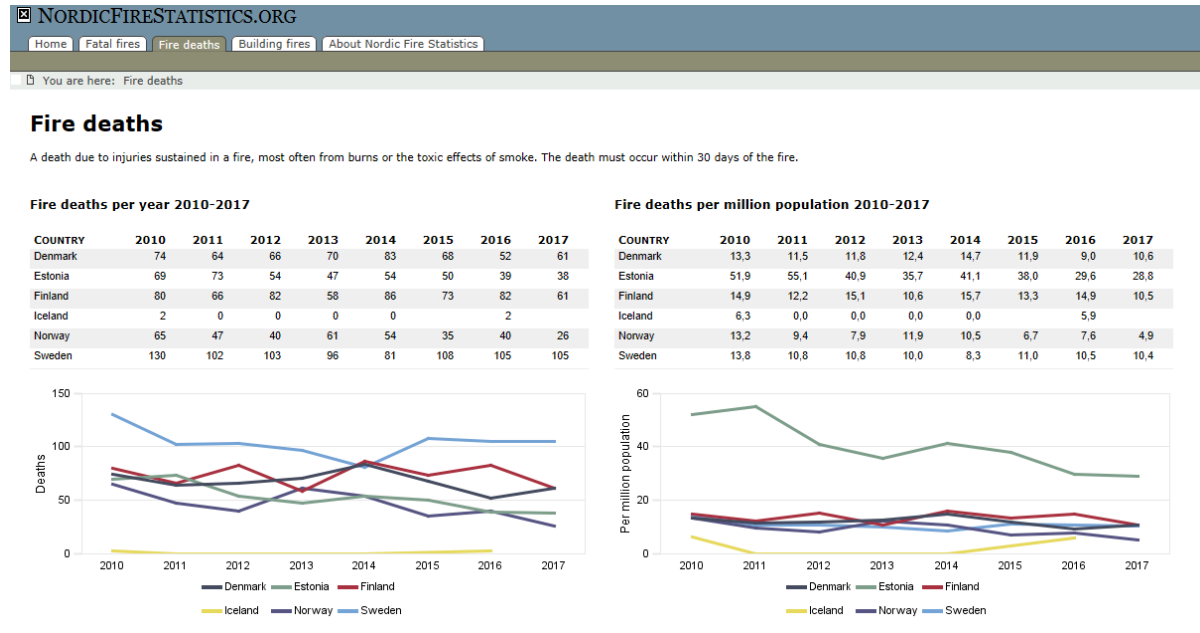 NORDICFIRESTATISTICS.ORG
Home Fatal fires Fire deaths Building fires About Nordic Fire Statistics
You are here: Fire deaths
Fire deaths
A death due to injuries sustained in a fire, most often from burns or the toxic effects of smoke. The death must occur within 30 days of the fire.
Fire deaths per year 2010-2017
COUNTRY 2010 2011 2012 2013 2014 2015 2016 2017
Denmark 74 64 66 70 83 68 52 61
Estonia 69 73 54 47 54 50 39 38
Finland 80 66 82 58 86 73 82 61
Iceland 2 0 0 0 0 2
Norway 65 47 40 61 54 35 40 26
Sweden 130 102 103 96 81 108 105 105
150
100
50
0
Deaths
2010 2011 2012 2013 2014 2015 2016 2017
Denmark Estonia Finland
Iceland Norway Sweden
Fire deaths per million population 2010-2017
COUNTRY 2010 2011 2012 2013 2014 2015 2016 2017
Denmark 13,3 11,5 11,8 12,4 14,7 11,9 9,0 10,6
Estonia 51,9 55,1 40,9 35,7 41,1 38,0 29,6 28,8
Finland 14,9 12,2 15,1 10,6 15,7 13,3 14,9 10,5
Iceland 6,3 0,0 0,0 0,0 0,0 5,9
Norway 13,2 9,4 7,9 11,9 10,5 6,7 7,6 4,9
Sweden 13,8 10,8 10,8 10,0 8,3 11,0 10,5 10,4
60
40
20
0
Per million population
2010 2011 2012 2013 2014 2015 2016 2017
Denmark Estonia Finland
Iceland Norway Sweden